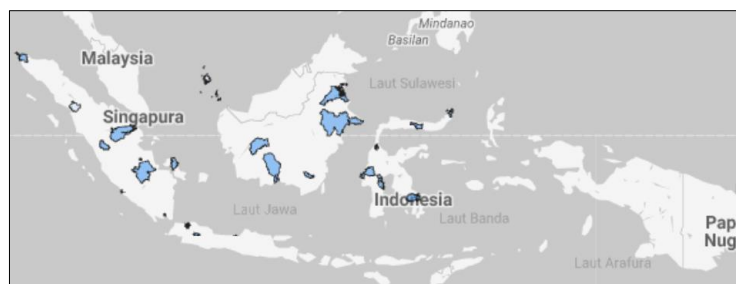 Mindanao
Basilan
Malaysia
Laut Sulawesi
Singapura
Indonesia
Laut Jawa
Laut Banda
Pap
Nug
Laut Arafura